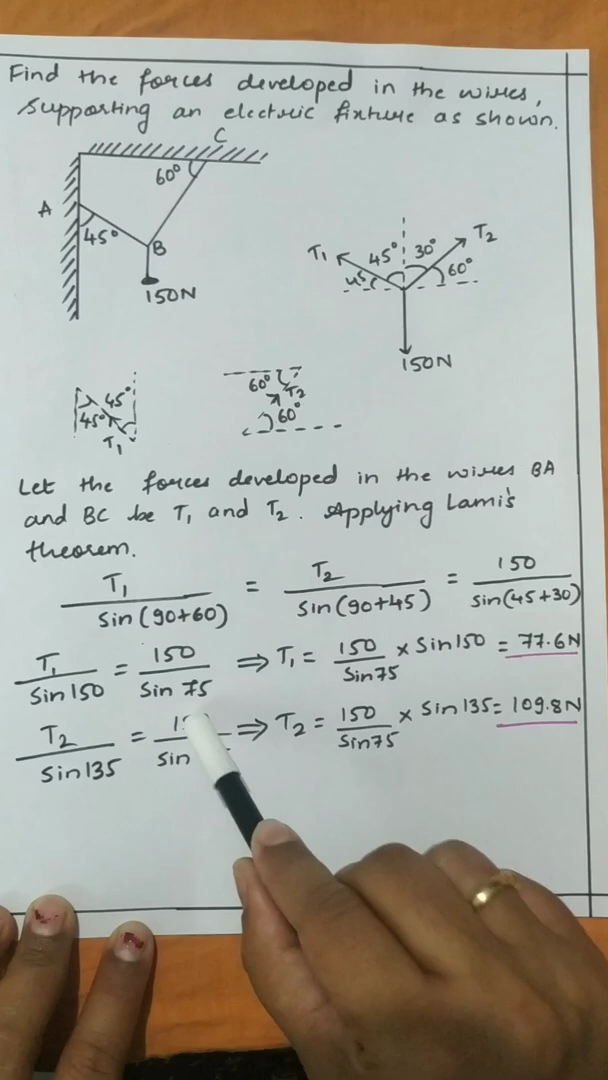 Find the forces developed in the wires,
Supporting an electric fixture as shown.
C
60°
A
45°
B
150N
T₁ 45° 30° T₂
45 60°
150N
45°
45°
T₁
60°
T₂
60°
Let the forces developed in the wires BA
and BC be T₁ and T₂. Applying Lami's
theorem.
T₁/sin(90+60) = T₂/sin(90+45) = 150/sin(45+30)
T₁/sin150 = 150/sin 75 ⇒ T₁ = 150/sin75 × sin150 = 77.6N
T₂/sin135 = 15/sin ⇒ T₂ = 150/sin75 × sin135 = 109.8N